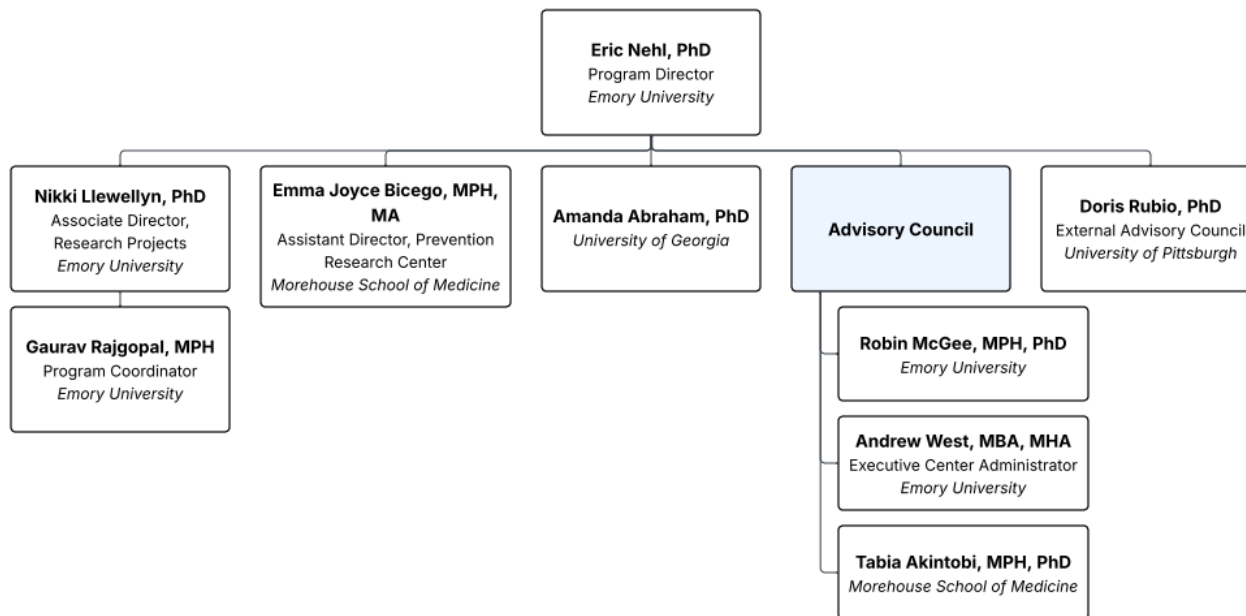 Eric Nehl, PhD
Program Director
Emory University
Nikki Llewellyn, PhD
Associate Director,
Research Projects
Emory University
Emma Joyce Bicego, MPH,
MA
Assistant Director, Prevention
Research Center
Morehouse School of Medicine
Amanda Abraham, PhD
University of Georgia
Advisory Council
Doris Rubio, PhD
External Advisory Council
University of Pittsburgh
Gaurav Rajgopal, MPH
Program Coordinator
Emory University
Robin McGee, MPH, PhD
Emory University
Andrew West, MBA, MHA
Executive Center Administrator
Emory University
Tabia Akintobi, MPH, PhD
Morehouse School of Medicine